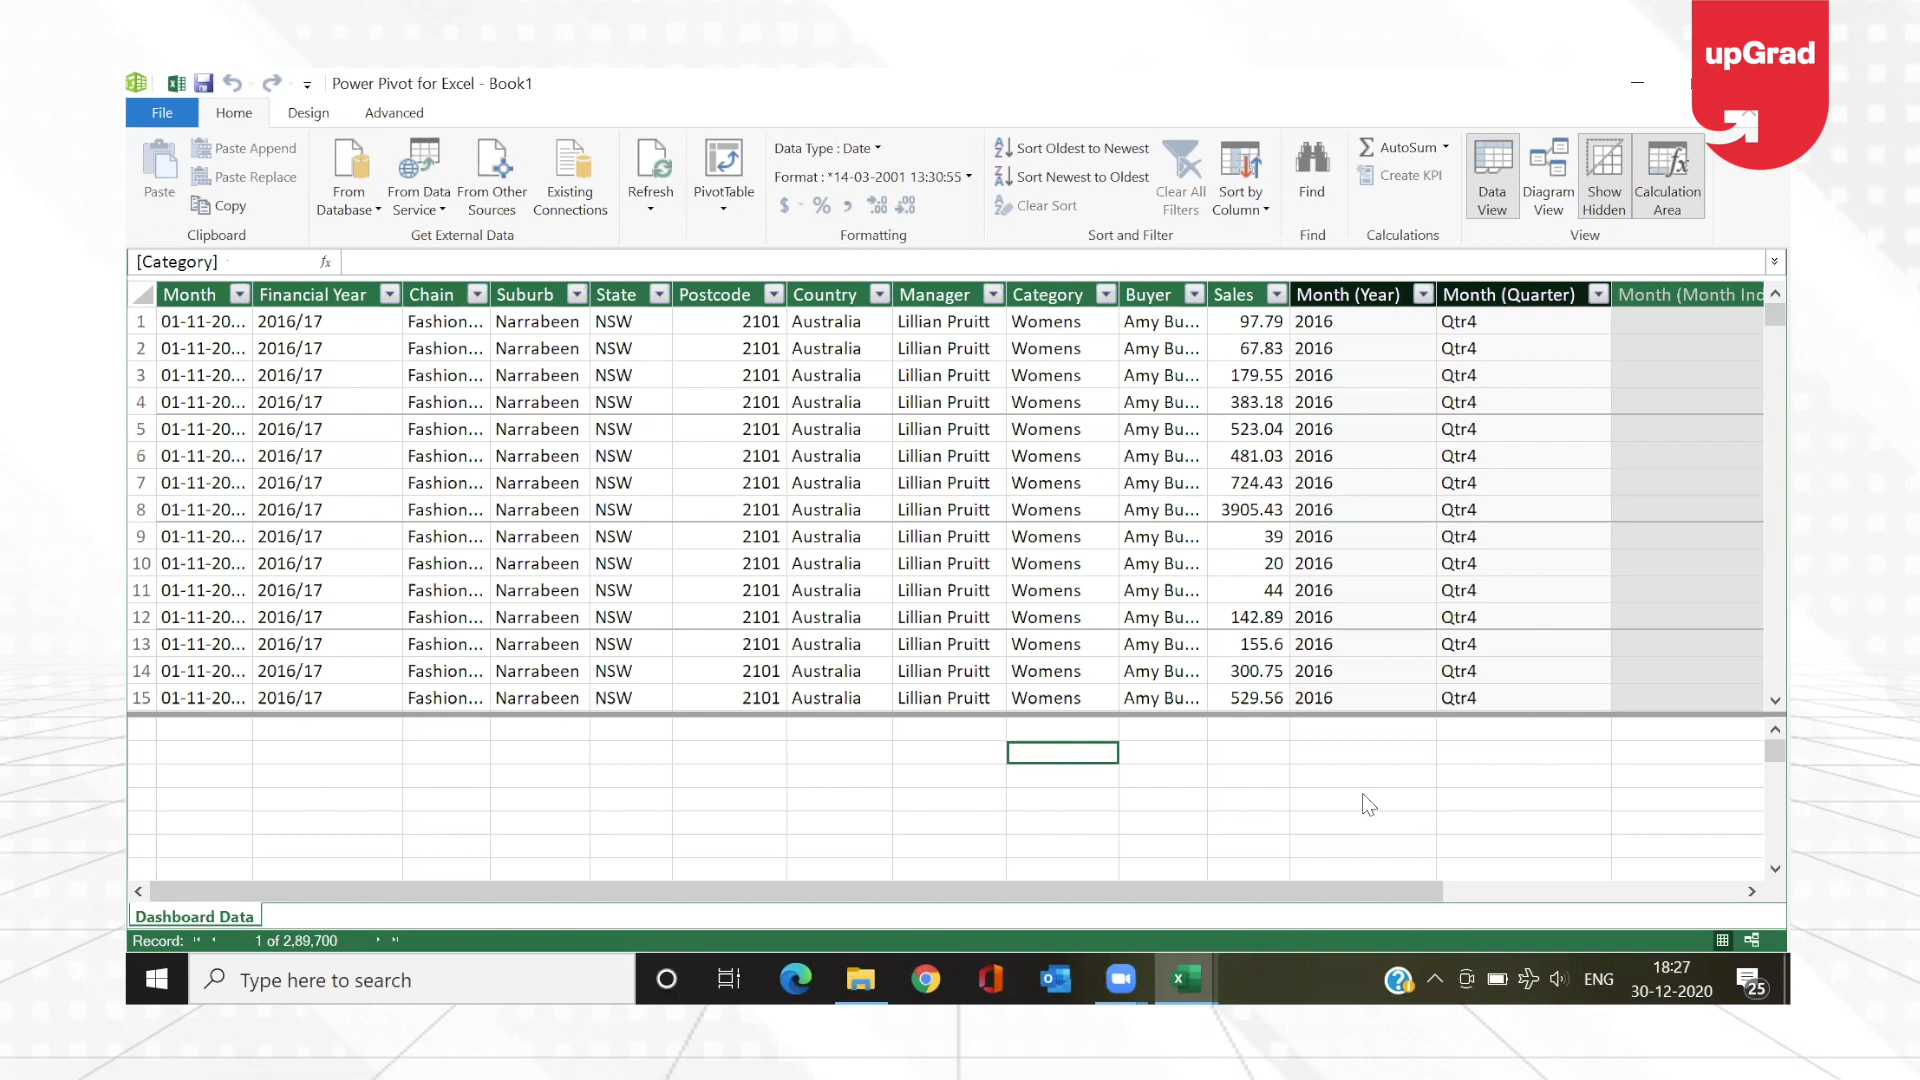 upGrad
Power Pivot for Excel - Book1
File Home Design Advanced
Paste
Paste Append
Paste Replace
Copy
Clipboard
From Database
From Data Service
From Other Sources
Existing Connections
Get External Data
Refresh
PivotTable
Data Type : Date
Format : *14-03-2001 13:30:55
$ % ,
Formatting
Sort Oldest to Newest
Sort Newest to Oldest
Clear Sort
Clear All Filters
Sort by Column
Sort and Filter
Find
Find
AutoSum
Create KPI
Calculations
Data View
Diagram View
Show Hidden
Calculation Area
View
[Category] fx
Month Financial Year Chain Suburb State Postcode Country Manager Category Buyer Sales Month (Year) Month (Quarter) Month (Month Inc
1 01-11-20... 2016/17 Fashion... Narrabeen NSW 2101 Australia Lillian Pruitt Womens Amy Bu... 97.79 2016 Qtr4
2 01-11-20... 2016/17 Fashion... Narrabeen NSW 2101 Australia Lillian Pruitt Womens Amy Bu... 67.83 2016 Qtr4
3 01-11-20... 2016/17 Fashion... Narrabeen NSW 2101 Australia Lillian Pruitt Womens Amy Bu... 179.55 2016 Qtr4
4 01-11-20... 2016/17 Fashion... Narrabeen NSW 2101 Australia Lillian Pruitt Womens Amy Bu... 383.18 2016 Qtr4
5 01-11-20... 2016/17 Fashion... Narrabeen NSW 2101 Australia Lillian Pruitt Womens Amy Bu... 523.04 2016 Qtr4
6 01-11-20... 2016/17 Fashion... Narrabeen NSW 2101 Australia Lillian Pruitt Womens Amy Bu... 481.03 2016 Qtr4
7 01-11-20... 2016/17 Fashion... Narrabeen NSW 2101 Australia Lillian Pruitt Womens Amy Bu... 724.43 2016 Qtr4
8 01-11-20... 2016/17 Fashion... Narrabeen NSW 2101 Australia Lillian Pruitt Womens Amy Bu... 3905.43 2016 Qtr4
9 01-11-20... 2016/17 Fashion... Narrabeen NSW 2101 Australia Lillian Pruitt Womens Amy Bu... 39 2016 Qtr4
10 01-11-20... 2016/17 Fashion... Narrabeen NSW 2101 Australia Lillian Pruitt Womens Amy Bu... 20 2016 Qtr4
11 01-11-20... 2016/17 Fashion... Narrabeen NSW 2101 Australia Lillian Pruitt Womens Amy Bu... 44 2016 Qtr4
12 01-11-20... 2016/17 Fashion... Narrabeen NSW 2101 Australia Lillian Pruitt Womens Amy Bu... 142.89 2016 Qtr4
13 01-11-20... 2016/17 Fashion... Narrabeen NSW 2101 Australia Lillian Pruitt Womens Amy Bu... 155.6 2016 Qtr4
14 01-11-20... 2016/17 Fashion... Narrabeen NSW 2101 Australia Lillian Pruitt Womens Amy Bu... 300.75 2016 Qtr4
15 01-11-20... 2016/17 Fashion... Narrabeen NSW 2101 Australia Lillian Pruitt Womens Amy Bu... 529.56 2016 Qtr4
Dashboard Data
Record: 1 of 2,89,700
Type here to search
ENG
18:27
30-12-2020
25